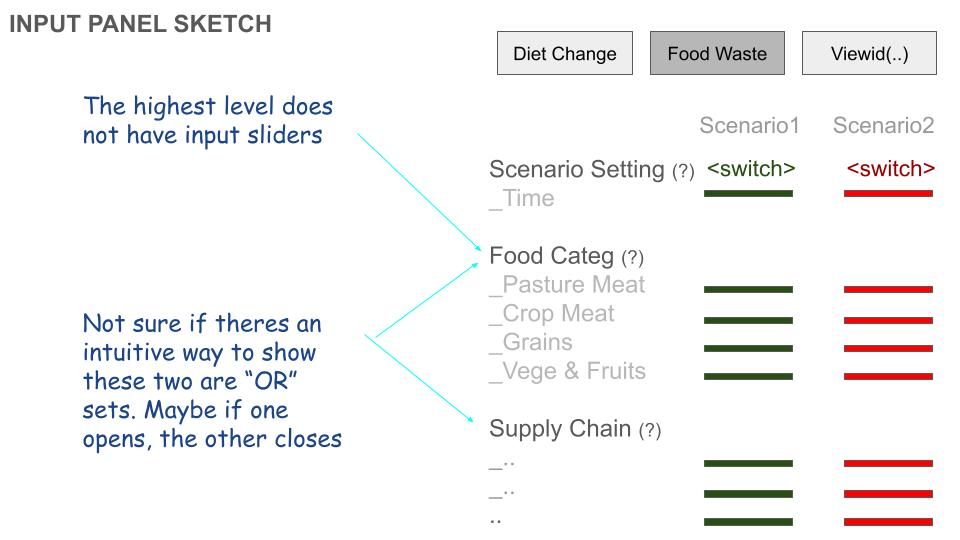 INPUT PANEL SKETCH
Diet Change
Food Waste
Viewid(..)
The highest level does
not have input sliders
Scenario1
Scenario2
Scenario Setting (?)
<switch>
<switch>
_Time
Food Categ (?)
_Pasture Meat
_Crop Meat
_Grains
_Vege & Fruits
Not sure if theres an
intuitive way to show
these two are “OR”
sets. Maybe if one
opens, the other closes
Supply Chain (?)
_..
_..
..